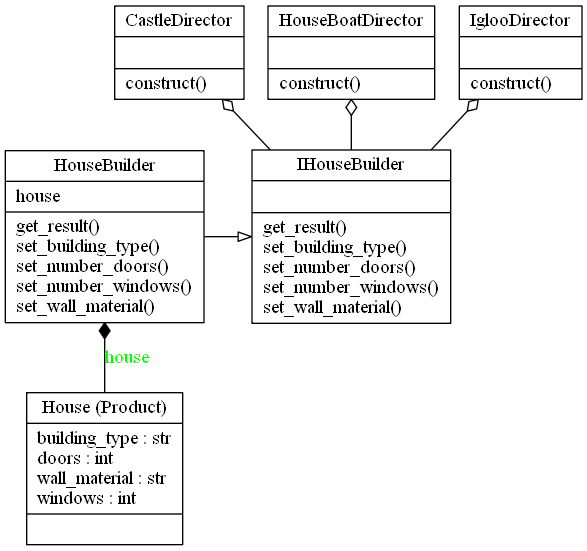 CastleDirector
construct()
HouseBoatDirector
construct()
IglooDirector
construct()
HouseBuilder
house
get_result()
set_building_type()
set_number_doors()
set_number_windows()
set_wall_material()
IHouseBuilder
get_result()
set_building_type()
set_number_doors()
set_number_windows()
set_wall_material()
house
House (Product)
building_type : str
doors : int
wall_material : str
windows : int